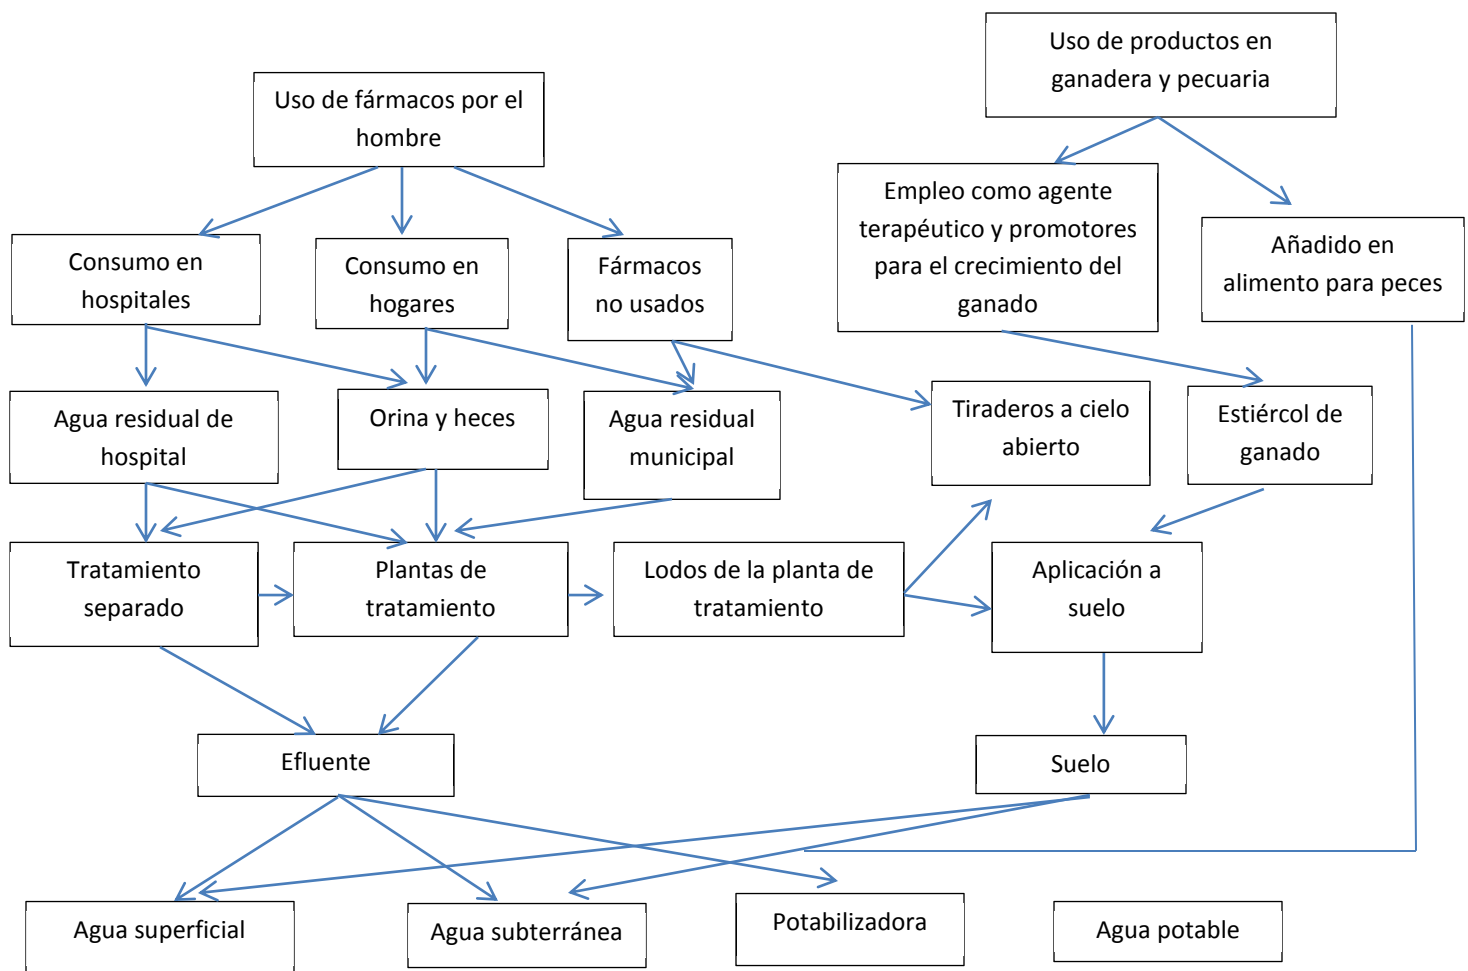 Uso de productos en
ganadera y pecuaria
Uso de fármacos por el
hombre
Empleo como agente
terapéutico y promotores
para el crecimiento del
ganado
Añadido en
alimento para peces
Consumo en
hospitales
Consumo en
hogares
Fármacos
no usados
Agua residual de
hospital
Orina y heces
Agua residual
municipal
Tiraderos a cielo
abierto
Estiércol de
ganado
Tratamiento
separado
Plantas de
tratamiento
Lodos de la planta de
tratamiento
Aplicación a
suelo
Efluente
Suelo
Agua superficial
Agua subterránea
Potabilizadora
Agua potable